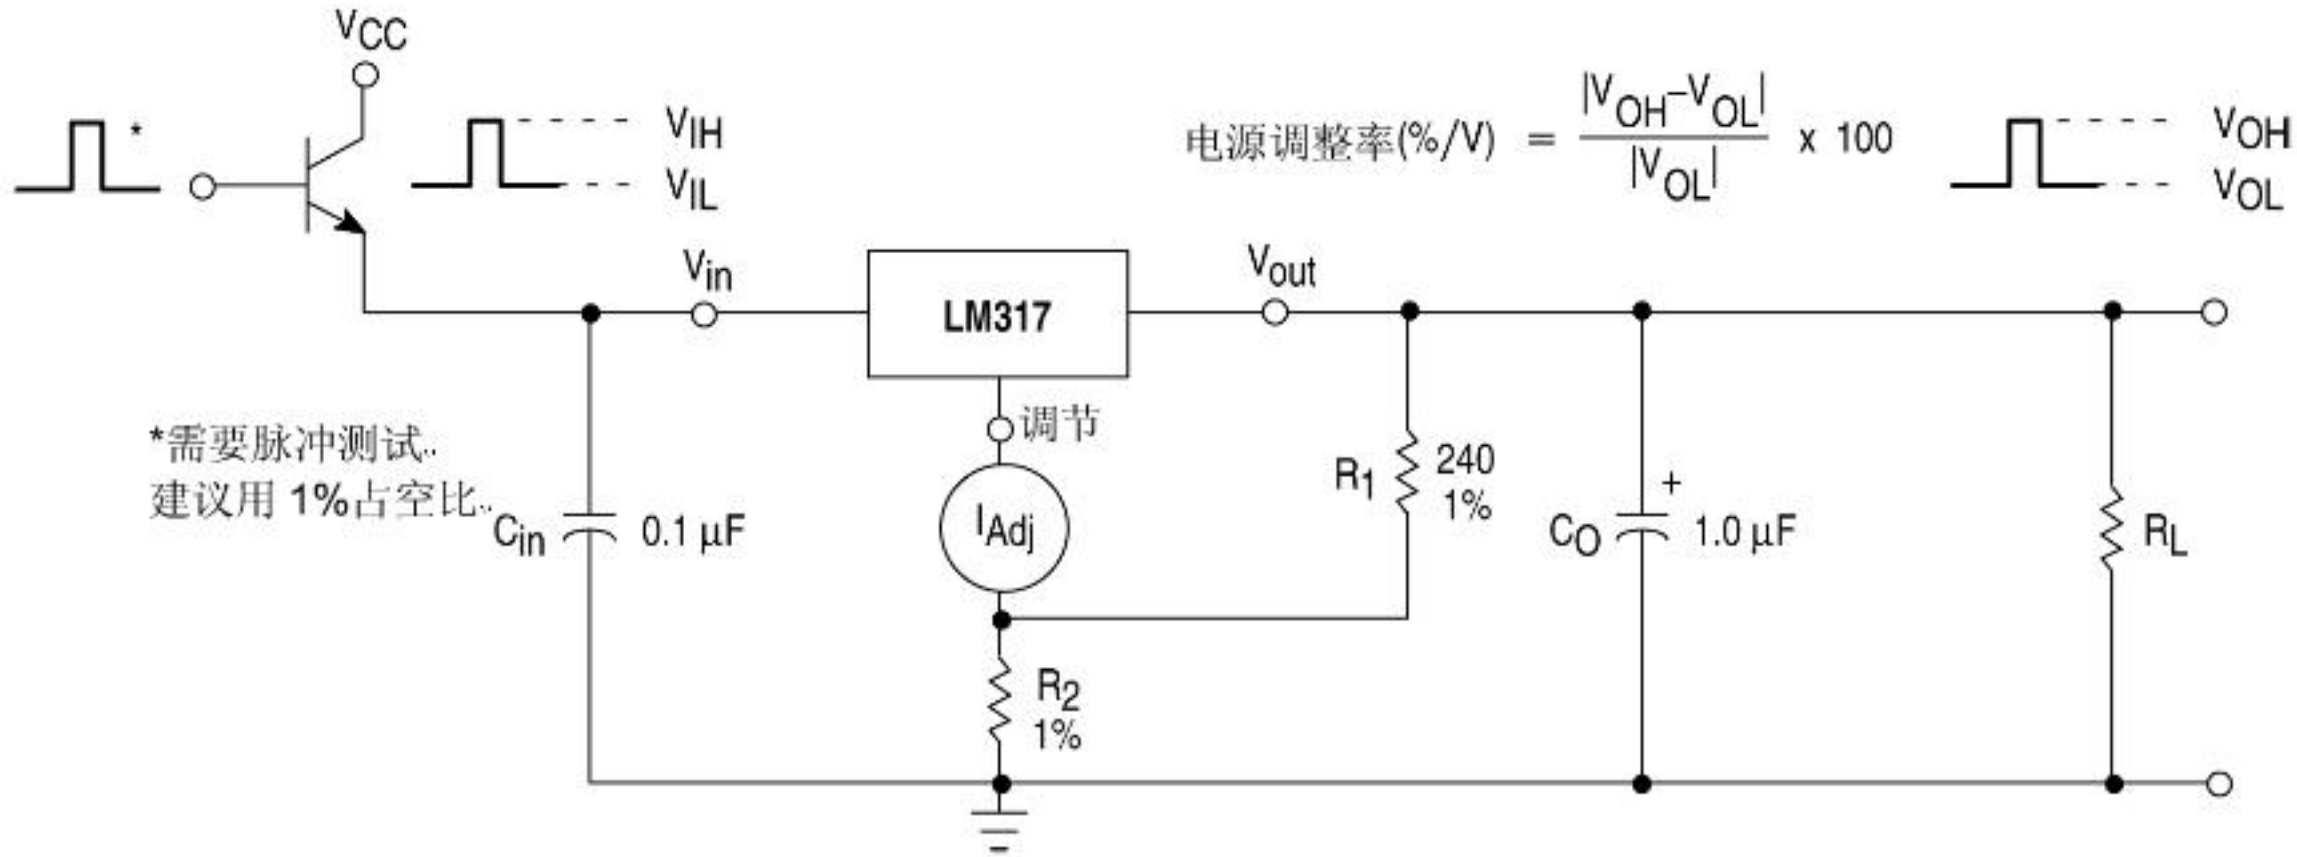 VCC
*
VIH
VIL
电源调整率(%/V) = |VOH-VOL| / |VOL| x 100
VOH
VOL
Vin
LM317
Vout
调节
*需要脉冲测试.
建议用 1%占空比.
Cin
0.1 μF
IAdj
R1
240
1%
CO
+
1.0 μF
RL
R2
1%